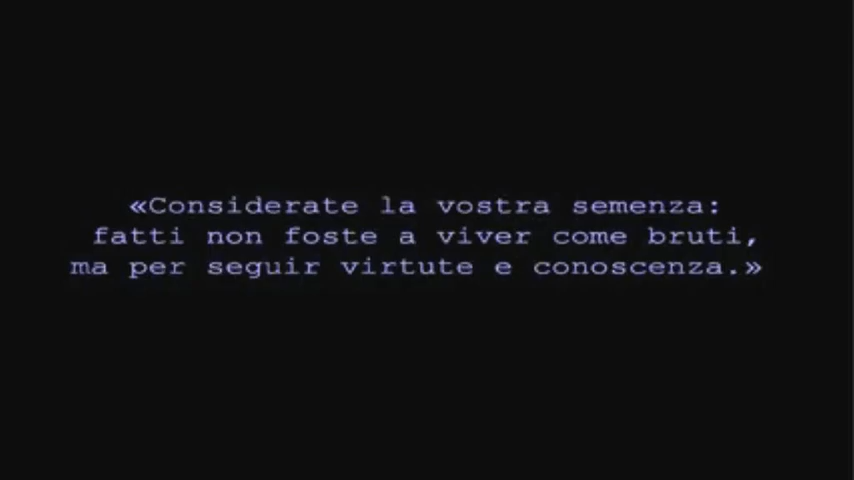 «Considerate la vostra semenza:
fatti non foste a viver come bruti,
ma per seguir virtute e conoscenza.»